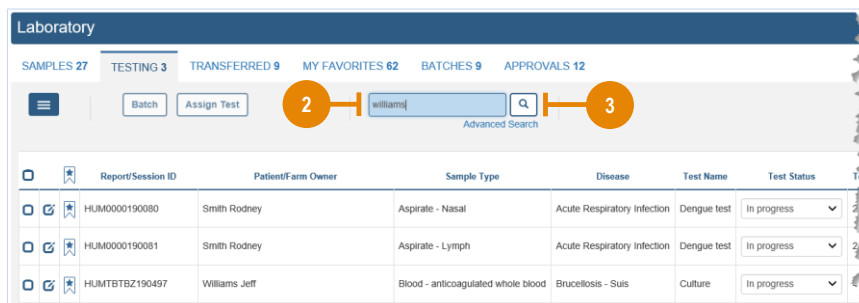 Laboratory
SAMPLES 27 TESTING 3 TRANSFERRED 9 MY FAVORITES 62 BATCHES 9 APPROVALS 12
Batch Assign Test 2 williams 3
Advanced Search
Report/Session ID Patient/Farm Owner Sample Type Disease Test Name Test Status
HUM0000190080 Smith Rodney Aspirate - Nasal Acute Respiratory Infection Dengue test In progress
HUM0000190081 Smith Rodney Aspirate - Lymph Acute Respiratory Infection Dengue test In progress
HUMTBTBZ190497 Williams Jeff Blood - anticoagulated whole blood Brucellosis - Suis Culture In progress